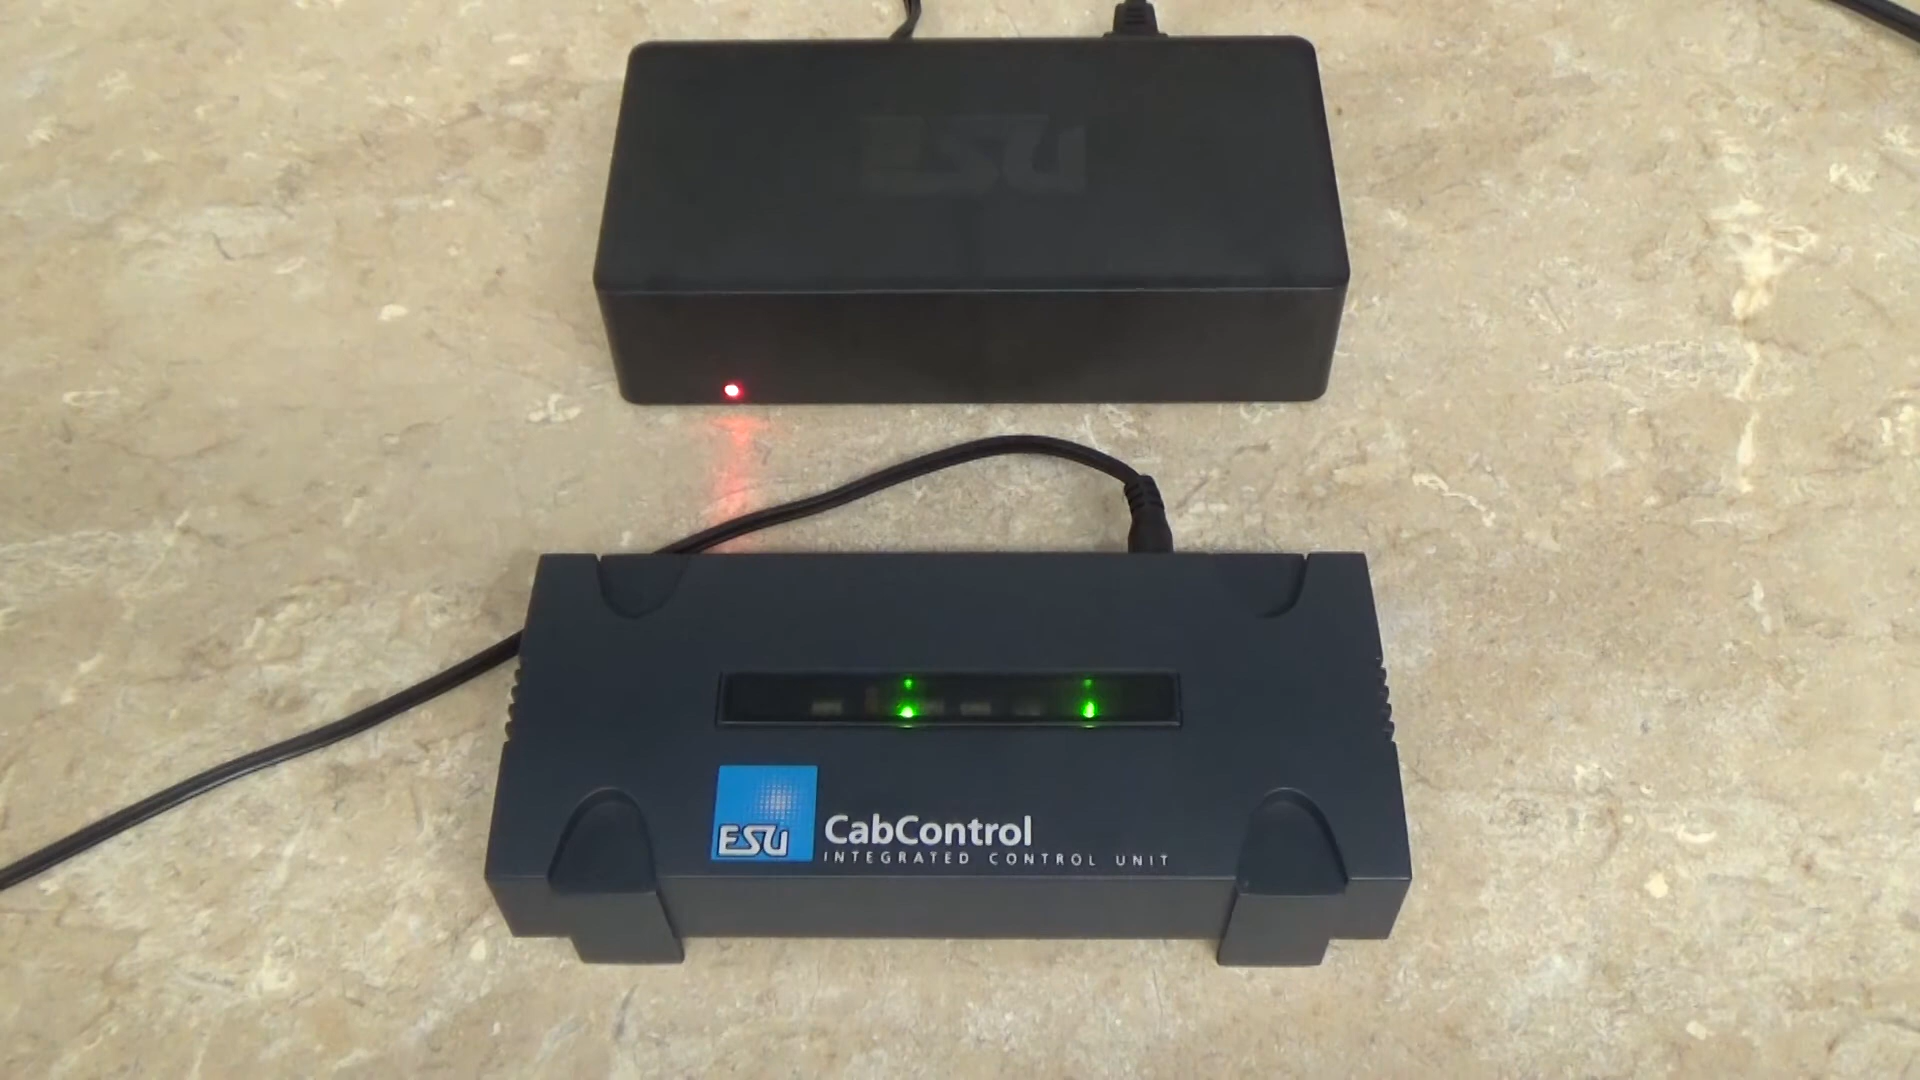 ESU
ESU
CabControl
INTEGRATED CONTROL UNIT